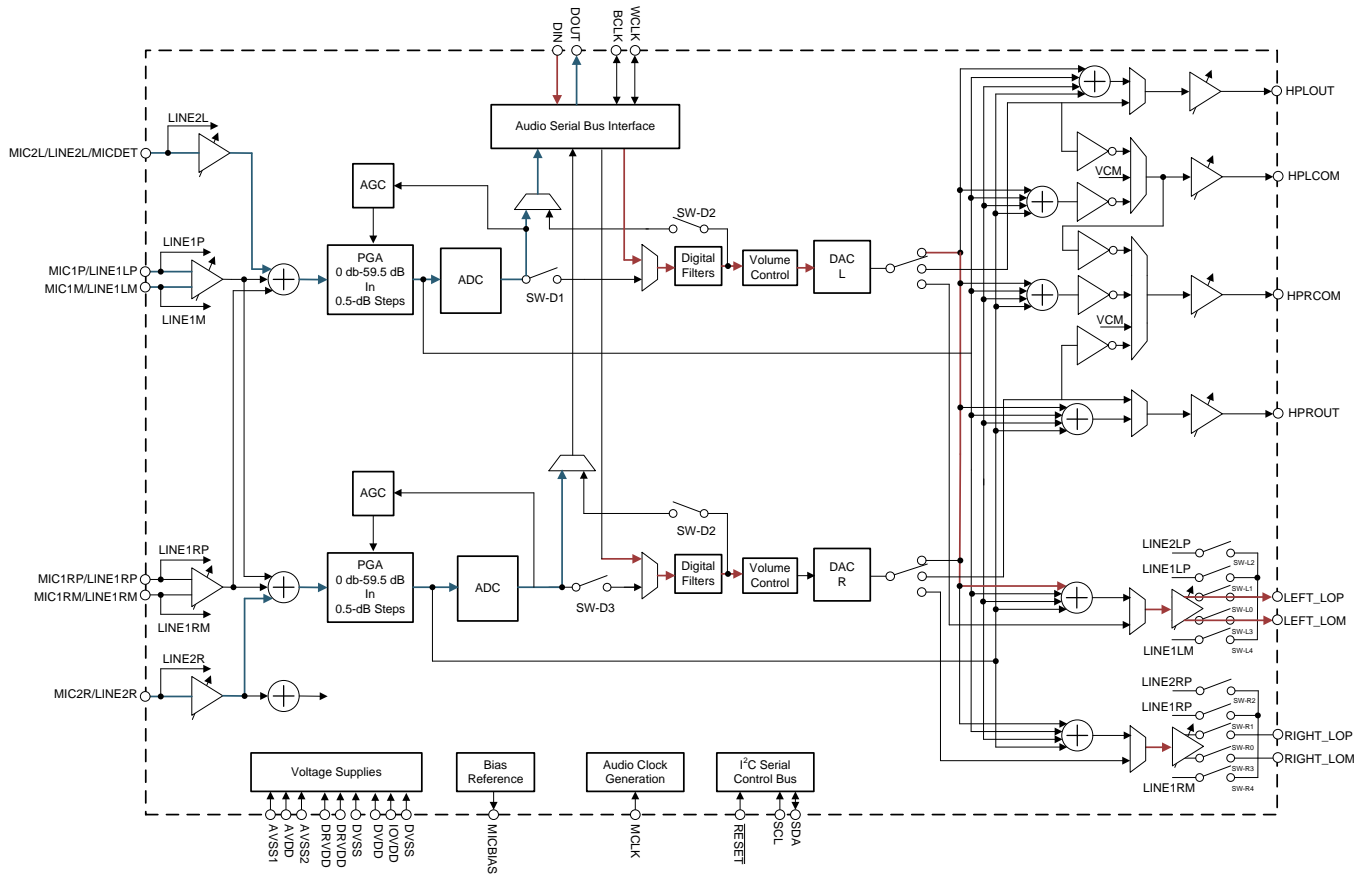 DIN
DOUT
BCLK
WCLK
Audio Serial Bus Interface
HPLOUT
LINE2L
MIC2L/LINE2L/MICDET
AGC
VCM
HPLCOM
SW-D2
LINE1P
MIC1P/LINE1LP
MIC1M/LINE1LM
LINE1M
PGA
0 db-59.5 dB
In
0.5-dB Steps
ADC
SW-D1
Digital
Filters
Volume
Control
DAC
L
HPRCOM
VCM
HPROUT
AGC
SW-D2
LINE1RP
MIC1RP/LINE1RP
MIC1RM/LINE1RM
LINE1RM
PGA
0 db-59.5 dB
In
0.5-dB Steps
ADC
SW-D3
Digital
Filters
Volume
Control
DAC
R
LINE2LP
SW-L2
LINE1LP
SW-L1
LEFT_LOP
SW-L0
LEFT_LOM
SW-L3
LINE1LM
SW-L4
LINE2R
MIC2R/LINE2R
LINE2RP
SW-R2
LINE1RP
SW-R1
RIGHT_LOP
SW-R0
RIGHT_LOM
SW-R3
LINE1RM
SW-R4
Voltage Supplies
Bias
Reference
Audio Clock
Generation
I2C Serial
Control Bus
AVSS1
AVDD
AVSS2
DRVDD
DRVDD
DVSS
DVDD
IOVDD
DVSS
MICBIAS
MCLK
RESET
SCL
SDA